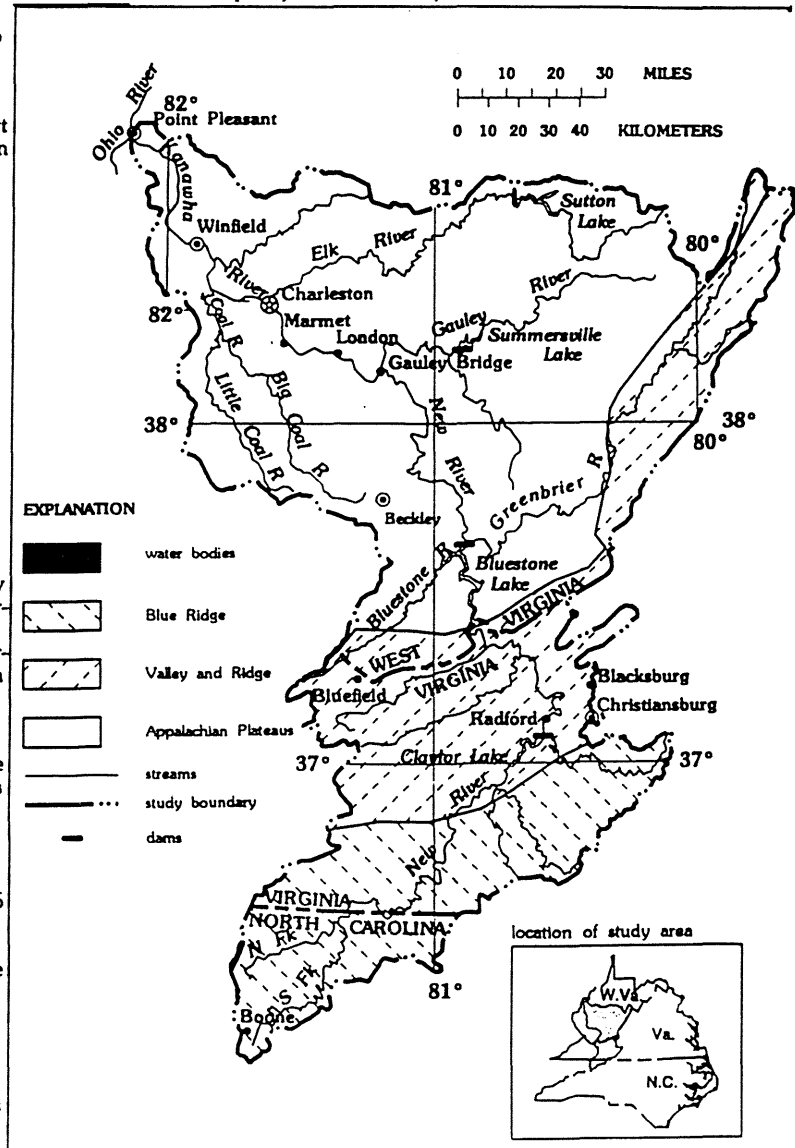 0 10 20 30 MILES
0 10 20 30 40 KILOMETERS
Ohio River
82°
Point Pleasant
Kanawha
River
81°
Sutton
Lake
80°
Winfield
Elk River
River
Charleston
82°
Marmet
London
Gauley
Summersville
Lake
Gauley Bridge
Coal R
Little
Coal R
Big
Coal
R
New
River
38°
38°
80°
Greenbrier R
Beckley
EXPLANATION
water bodies
Blue Ridge
Valley and Ridge
Appalachian Plateaus
streams
study boundary
dams
Bluestone R
Bluestone
Lake
WEST VIRGINIA
VIRGINIA
Bluefield
Blacksburg
Christiansburg
Radford
Claytor Lake
37°
37°
New River
VIRGINIA
NORTH CAROLINA
N Fk
S Fk
81°
Boone
location of study area
W.Va.
Va.
N.C.